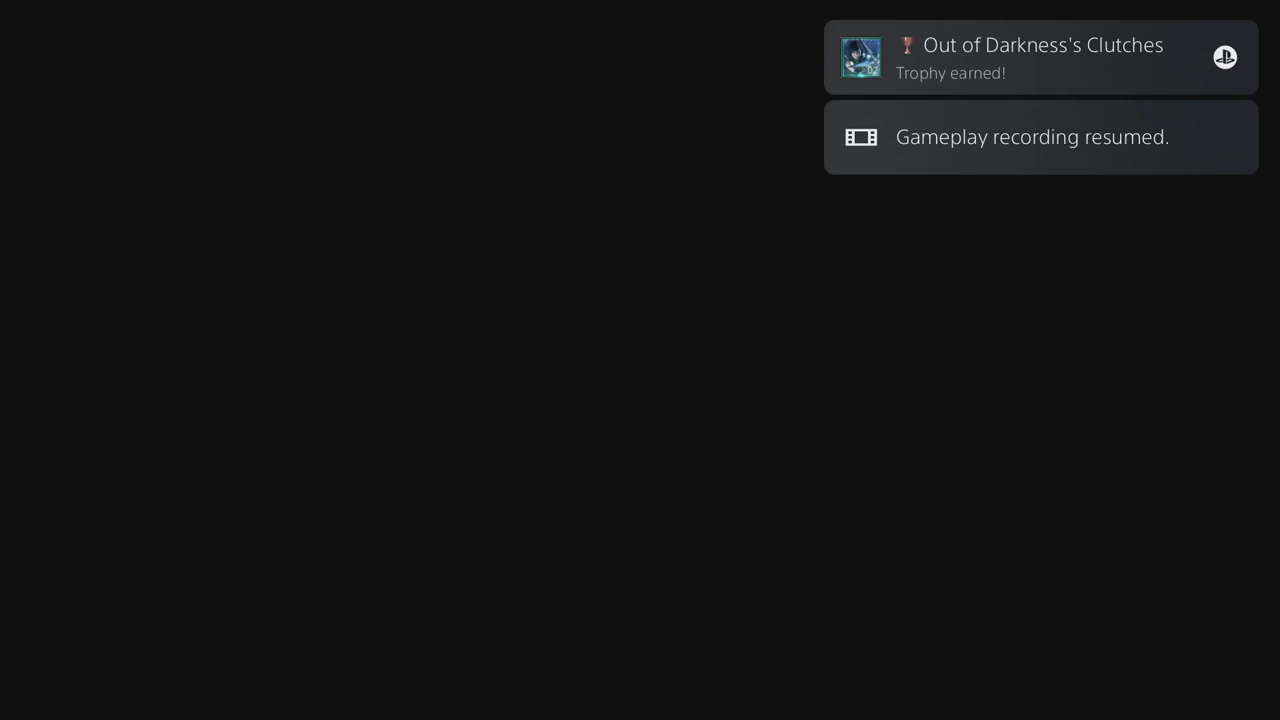 Out of Darkness's Clutches
Trophy earned!
Gameplay recording resumed.